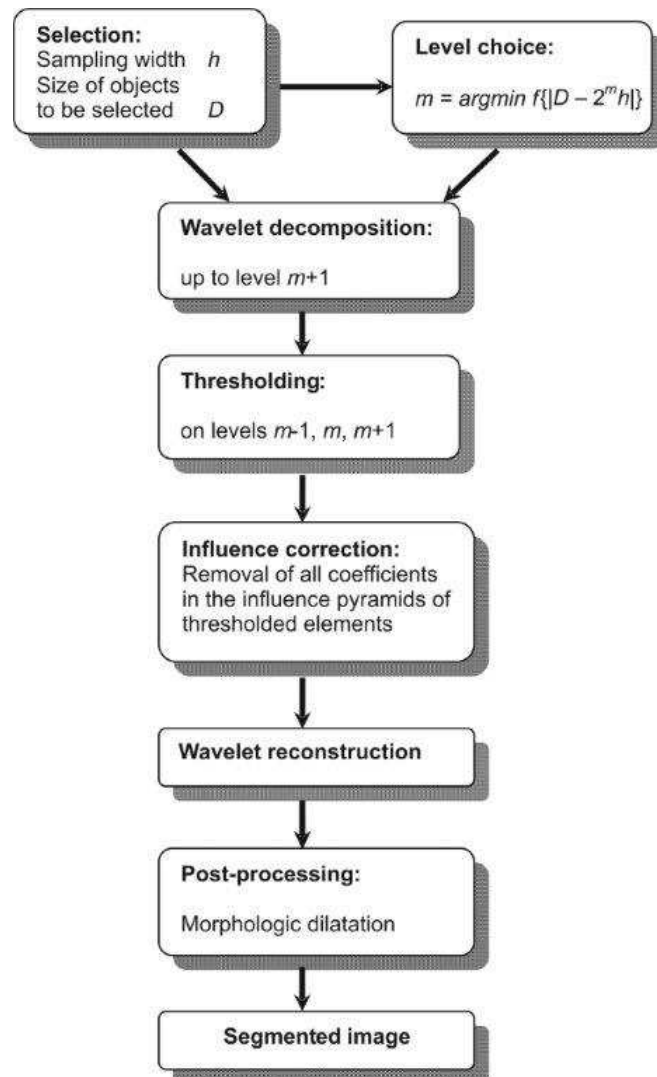 Selection:
Sampling width h
Size of objects
to be selected D
Level choice:
m = argmin f{|D – 2^m h|}
Wavelet decomposition:
up to level m+1
Thresholding:
on levels m-1, m, m+1
Influence correction:
Removal of all coefficients
in the influence pyramids of
thresholded elements
Wavelet reconstruction
Post-processing:
Morphologic dilatation
Segmented image